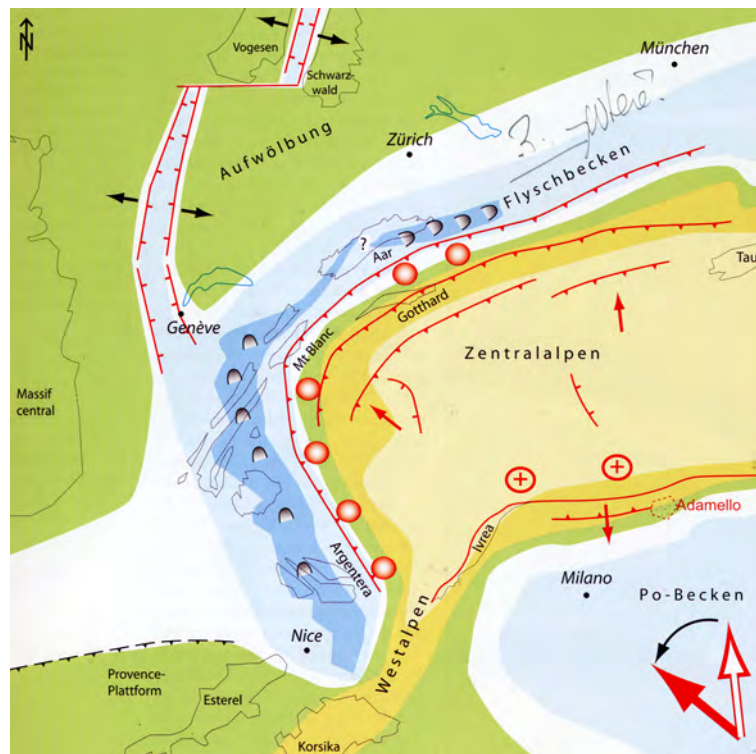 N
Vogesen
Schwarz-
wald
München
Zürich
?. where?
Aufwölbung
Flyschbecken
?
Aar
Tau
Gotthard
Genève
Mt Blanc
Zentralalpen
Massif
central
+
+
Adamello
Ivrea
Argentera
Milano
Po-Becken
Nice
Westalpen
Provence-
Plattform
Esterel
Korsika